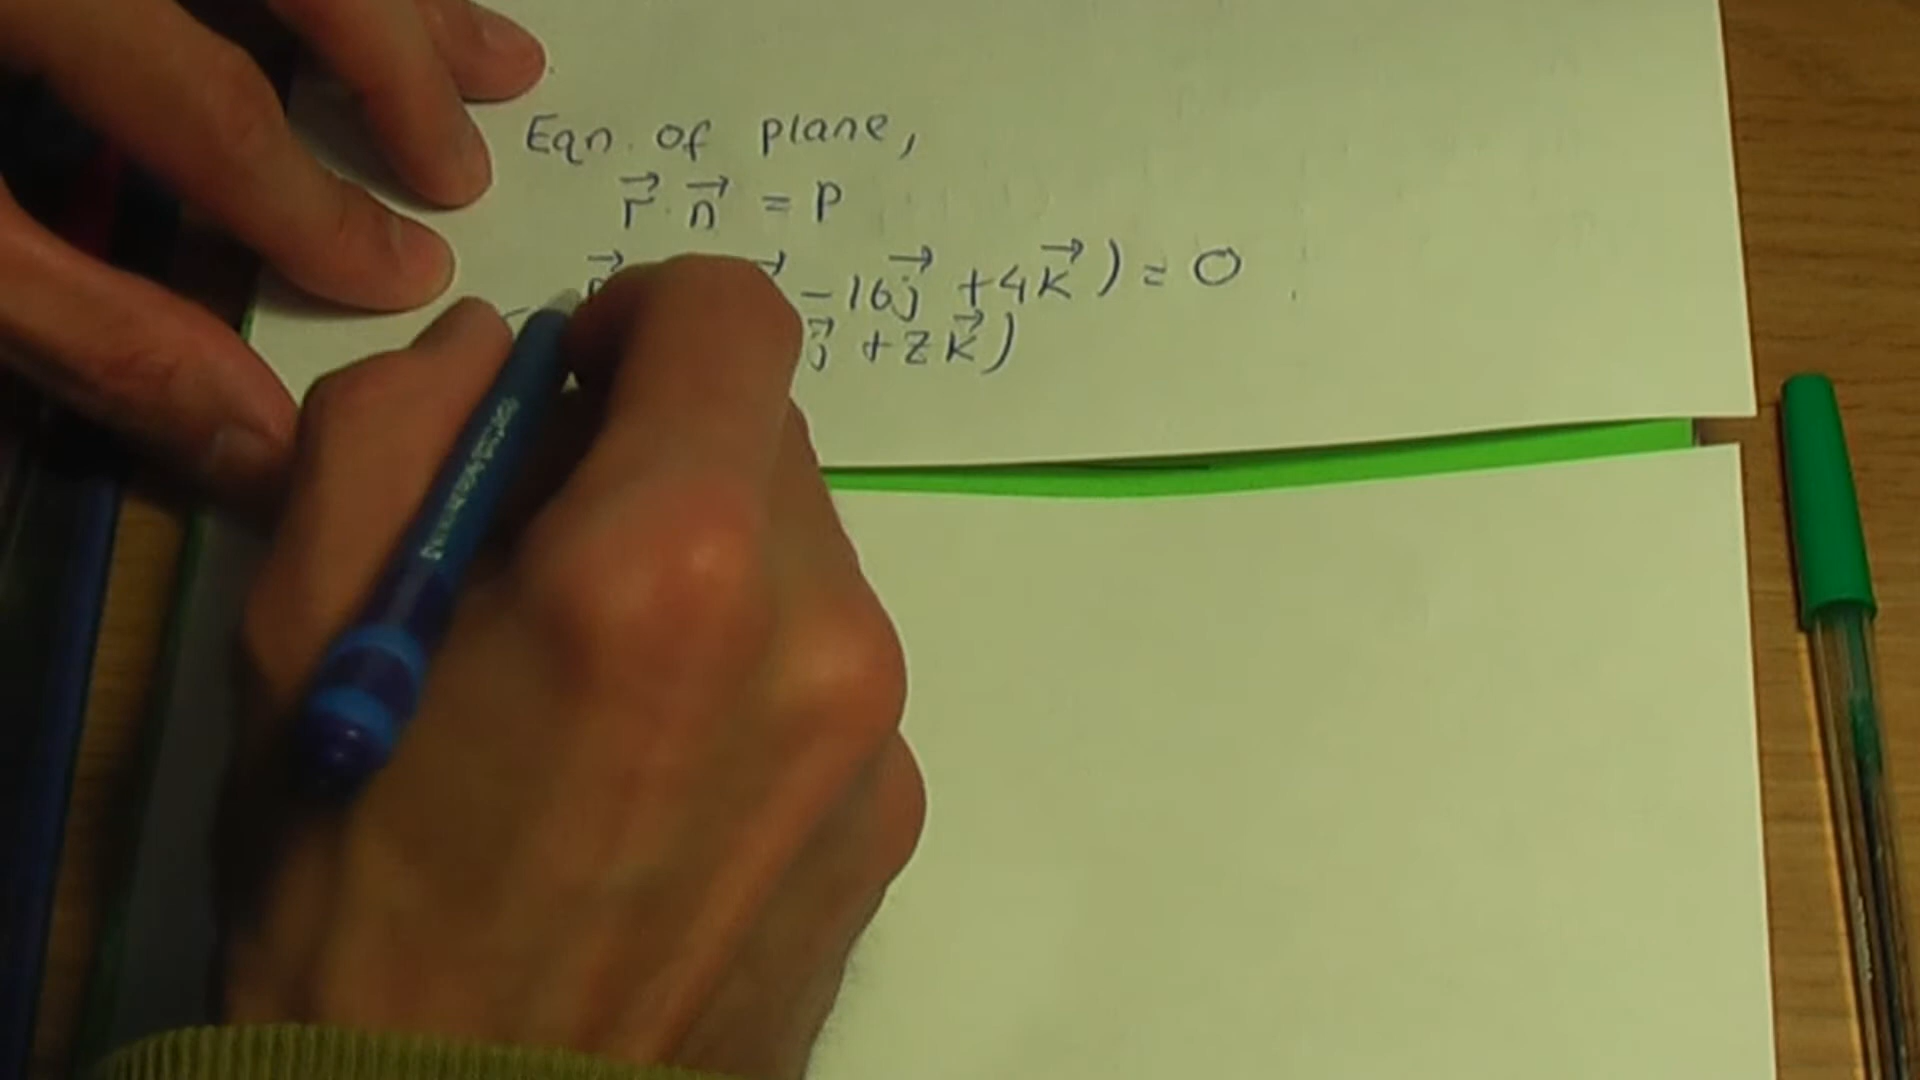 Eqn. of plane,
r⃗ . n⃗ = p
r⃗ -16j⃗ +4k⃗ ) = 0
j⃗ +zk⃗)